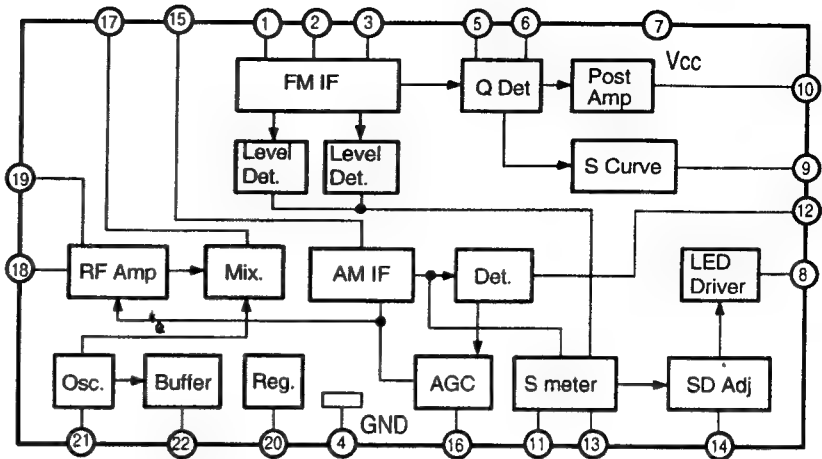 17 15 1 2 3 5 6 7
Vcc
FM IF
Q Det
Post
Amp
10
Level
Det.
Level
Det.
S Curve
9
19
12
18
RF Amp
Mix.
AM IF
Det.
LED
Driver
8
Osc.
Buffer
Reg.
GND
AGC
S meter
SD Adj
21 22 20 4 16 11 13 14